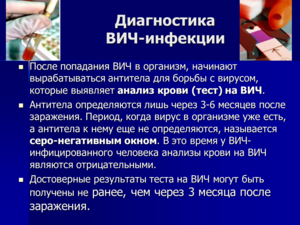 Диагностика
ВИЧ-инфекции
После попадания ВИЧ в организм, начинают
вырабатываться антитела для борьбы с вирусом,
которые выявляет анализ крови (тест) на ВИЧ.
Антитела определяются лишь через 3-6 месяцев после
заражения. Период, когда вирус в организме уже есть,
а антитела к нему еще не определяются, называется
серо-негативным окном. В это время у ВИЧ-
инфицированного человека анализы крови на ВИЧ
являются отрицательными.
Достоверные результаты теста на ВИЧ могут быть
получены не ранее, чем через 3 месяца после
заражения.